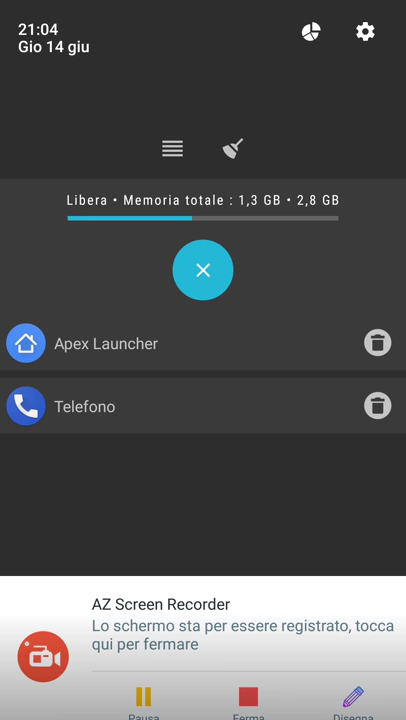 21:04
Gio 14 giu
Libera • Memoria totale : 1,3 GB • 2,8 GB
Apex Launcher
Telefono
AZ Screen Recorder
Lo schermo sta per essere registrato, tocca
qui per fermare
Pausa Ferma Disegna